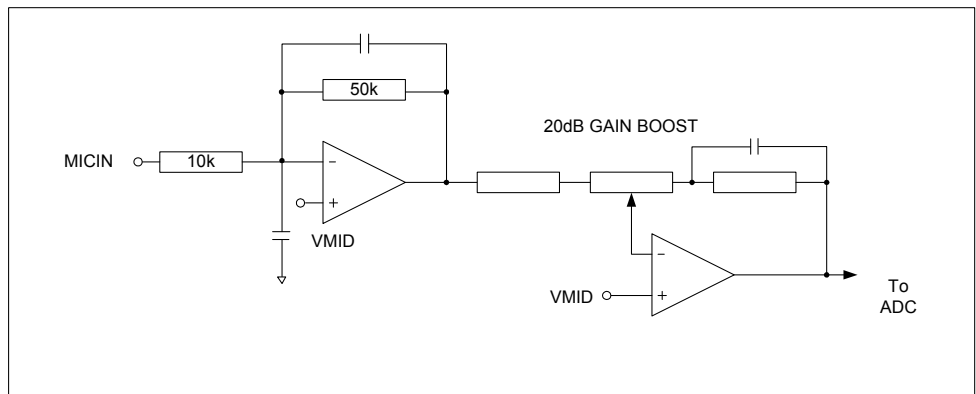 50k
20dB GAIN BOOST
MICIN
10k
-
+
VMID
-
+
VMID
To
ADC